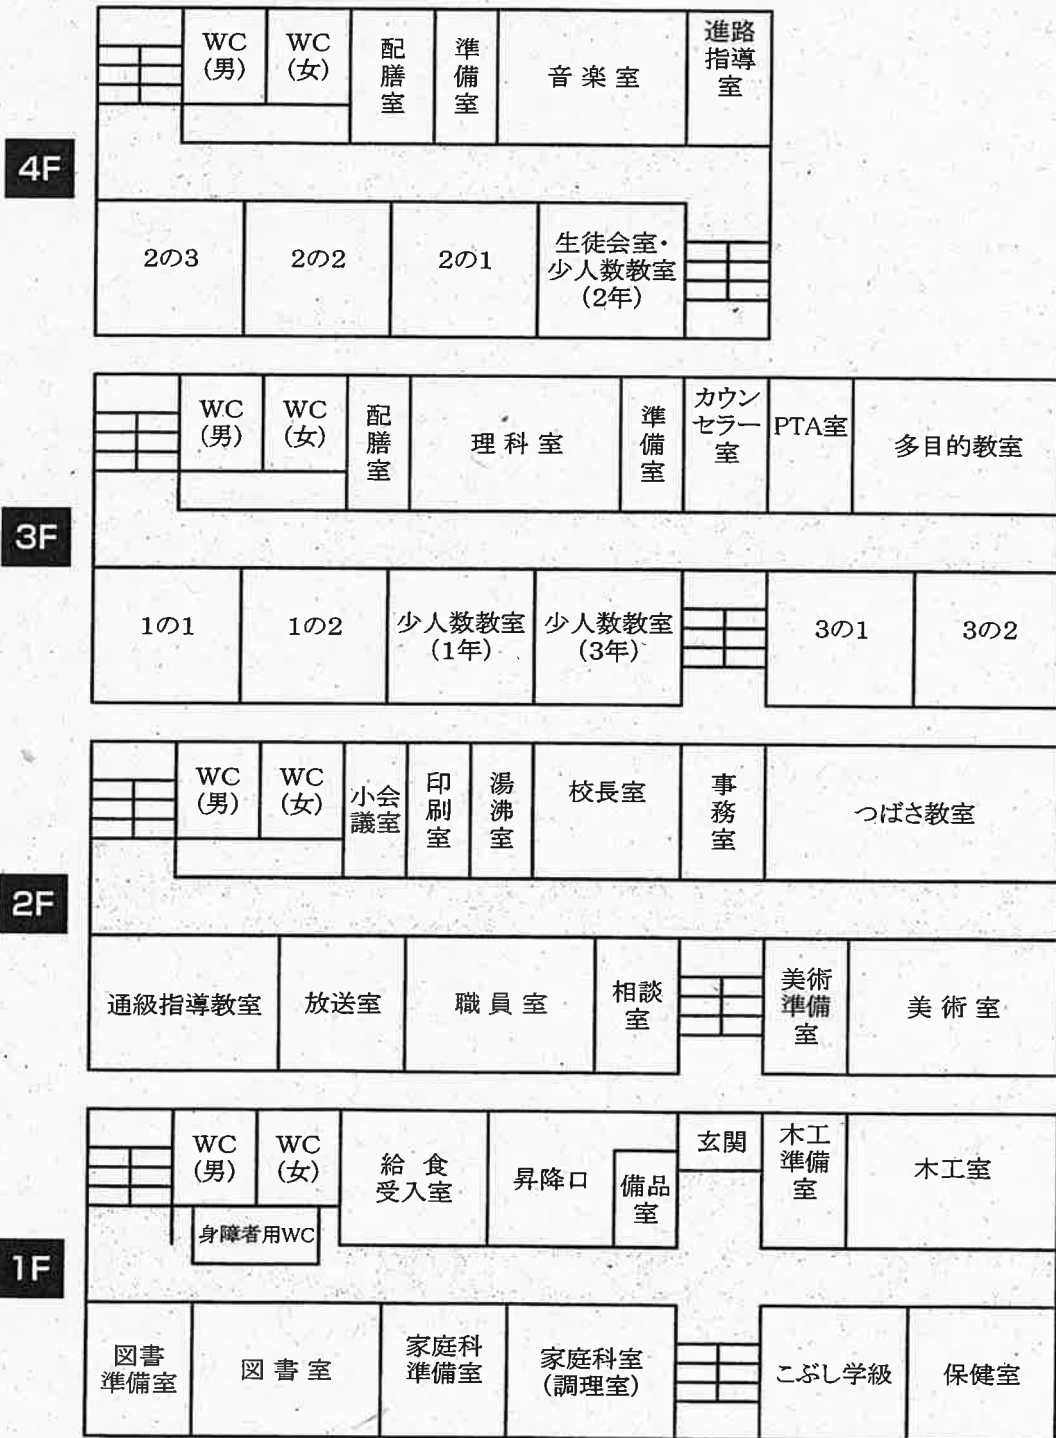 4F
WC
(男)
WC
(女)
配膳室
準備室
音楽室
進路
指導
室
2の3
2の2
2の1
生徒会室・
少人数教室
(2年)
3F
WC
(男)
WC
(女)
配膳室
理科室
準備室
カウン
セラー
室
PTA室
多目的教室
1の1
1の2
少人数教室
(1年)
少人数教室
(3年)
3の1
3の2
2F
WC
(男)
WC
(女)
小会
議室
印刷室
湯沸室
校長室
事務室
つばさ教室
通級指導教室
放送室
職員室
相談
室
美術
準備
室
美術室
1F
WC
(男)
WC
(女)
身障者用WC
給食
受入室
昇降口
備品
室
玄関
木工
準備
室
木工室
図書
準備室
図書室
家庭科
準備室
家庭科室
(調理室)
こぶし学級
保健室